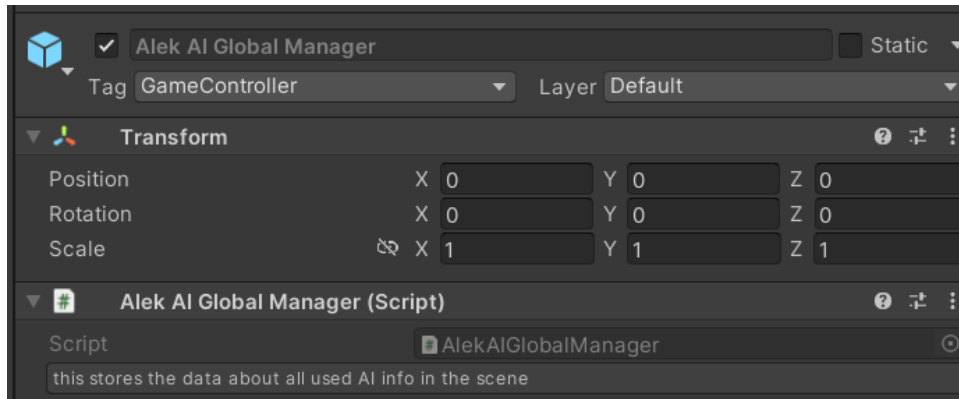 Alek AI Global Manager Static
Tag GameController Layer Default
Transform
Position X 0 Y 0 Z 0
Rotation X 0 Y 0 Z 0
Scale X 1 Y 1 Z 1
# Alek AI Global Manager (Script)
Script # AlekAIGlobalManager
this stores the data about all used AI info in the scene